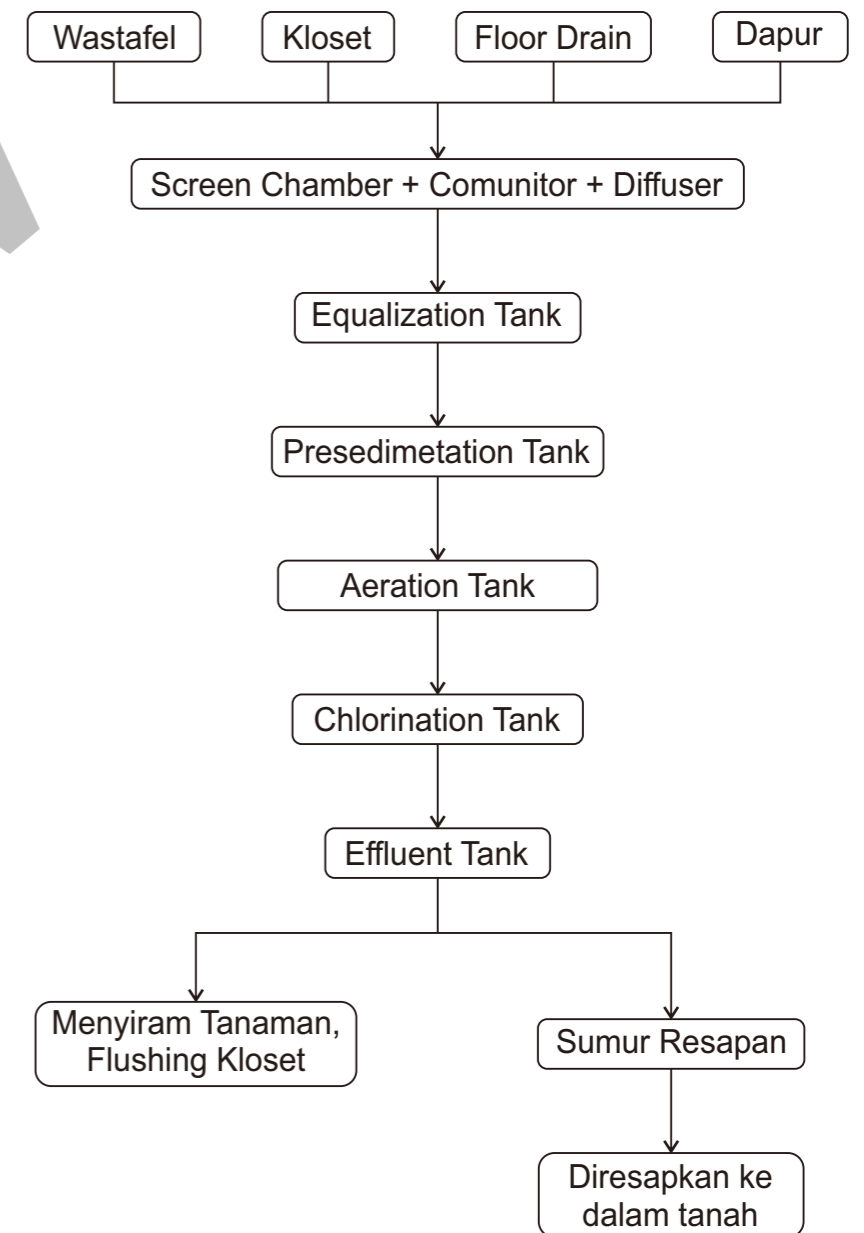 Wastafel
Kloset
Floor Drain
Dapur
Screen Chamber + Comunitor + Diffuser
Equalization Tank
Presedimetation Tank
Aeration Tank
Chlorination Tank
Effluent Tank
Menyiram Tanaman,
Flushing Kloset
Sumur Resapan
Diresapkan ke
dalam tanah